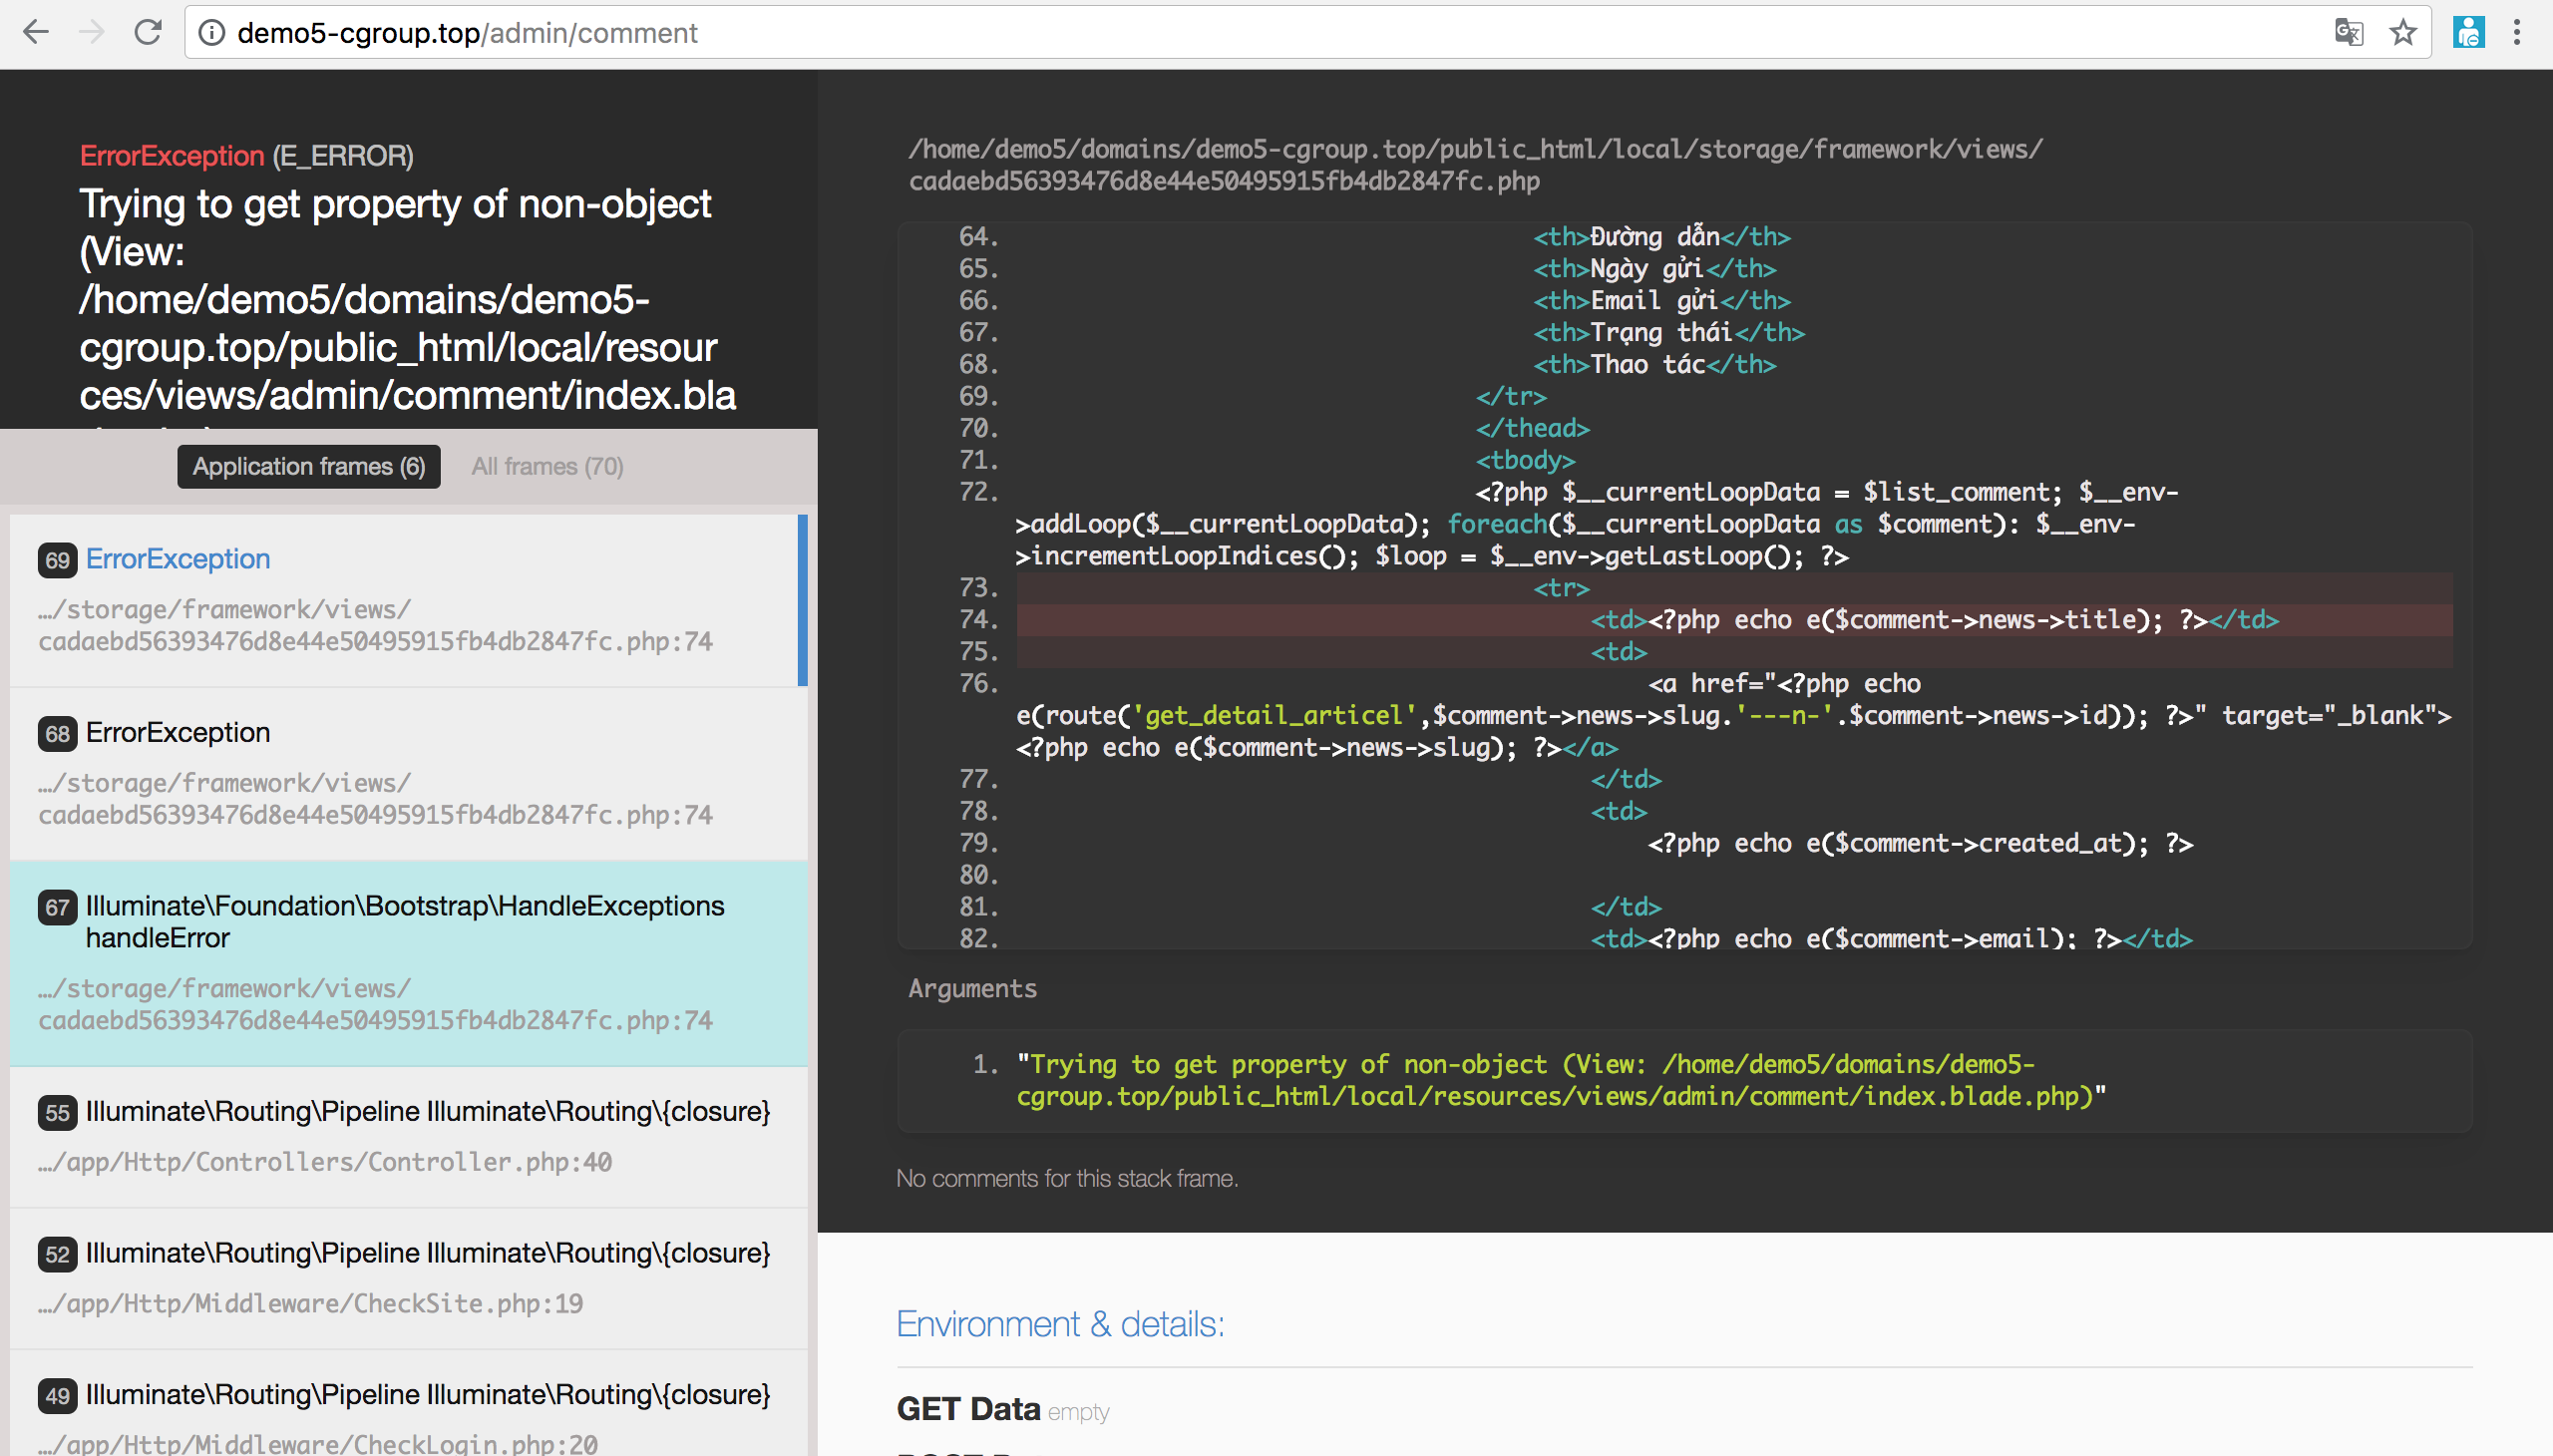 demo5-cgroup.top/admin/comment
ErrorException (E_ERROR)
Trying to get property of non-object
(View:
/home/demo5/domains/demo5-
cgroup.top/public_html/local/resour
ces/views/admin/comment/index.bla
Application frames (6) All frames (70)
69 ErrorException
…/storage/framework/views/
cadaebd56393476d8e44e50495915fb4db2847fc.php:74
68 ErrorException
…/storage/framework/views/
cadaebd56393476d8e44e50495915fb4db2847fc.php:74
67 Illuminate\Foundation\Bootstrap\HandleExceptions
handleError
…/storage/framework/views/
cadaebd56393476d8e44e50495915fb4db2847fc.php:74
55 Illuminate\Routing\Pipeline Illuminate\Routing\{closure}
…/app/Http/Controllers/Controller.php:40
52 Illuminate\Routing\Pipeline Illuminate\Routing\{closure}
…/app/Http/Middleware/CheckSite.php:19
49 Illuminate\Routing\Pipeline Illuminate\Routing\{closure}
…/app/Http/Middleware/CheckLogin.php:20
/home/demo5/domains/demo5-cgroup.top/public_html/local/storage/framework/views/
cadaebd56393476d8e44e50495915fb4db2847fc.php
64. <th>Đường dẫn</th>
65. <th>Ngày gửi</th>
66. <th>Email gửi</th>
67. <th>Trạng thái</th>
68. <th>Thao tác</th>
69. </tr>
70. </thead>
71. <tbody>
72. <?php $__currentLoopData = $list_comment; $__env-
>addLoop($__currentLoopData); foreach($__currentLoopData as $comment): $__env-
>incrementLoopIndices(); $loop = $__env->getLastLoop(); ?>
73. <tr>
74. <td><?php echo e($comment->news->title); ?></td>
75. <td>
76. <a href="<?php echo
e(route('get_detail_articel',$comment->news->slug.'---n-'.$comment->news->id)); ?>" target="_blank">
<?php echo e($comment->news->slug); ?></a>
77. </td>
78. <td>
79. <?php echo e($comment->created_at); ?>
80.
81. </td>
82. <td><?php echo e($comment->email); ?></td>
Arguments
1. "Trying to get property of non-object (View: /home/demo5/domains/demo5-
cgroup.top/public_html/local/resources/views/admin/comment/index.blade.php)"
No comments for this stack frame.
Environment & details:
GET Data empty